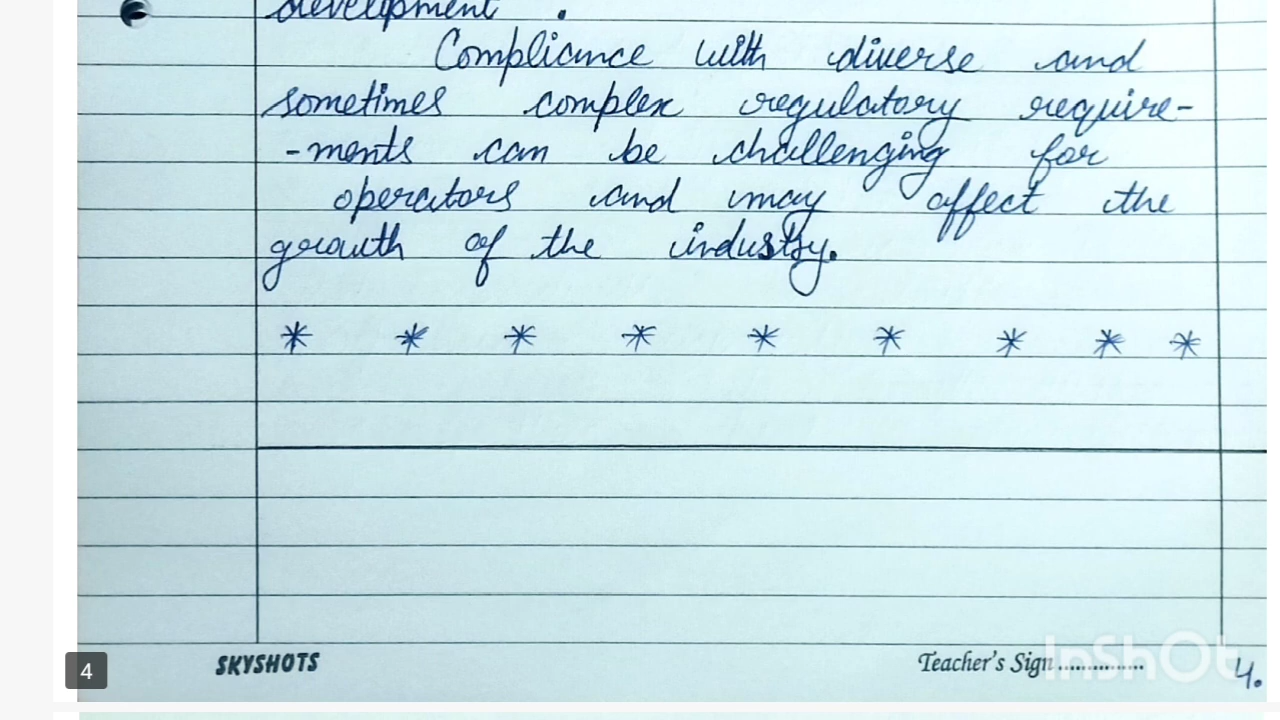 development .
Compliance with diverse and
sometimes complex regulatory require-
-ments can be challenging for
operators and may affect the
growth of the industry.
* * * * * * * * *
SKYSHOTS
Teacher's Sign ................
InShOt
4.
4